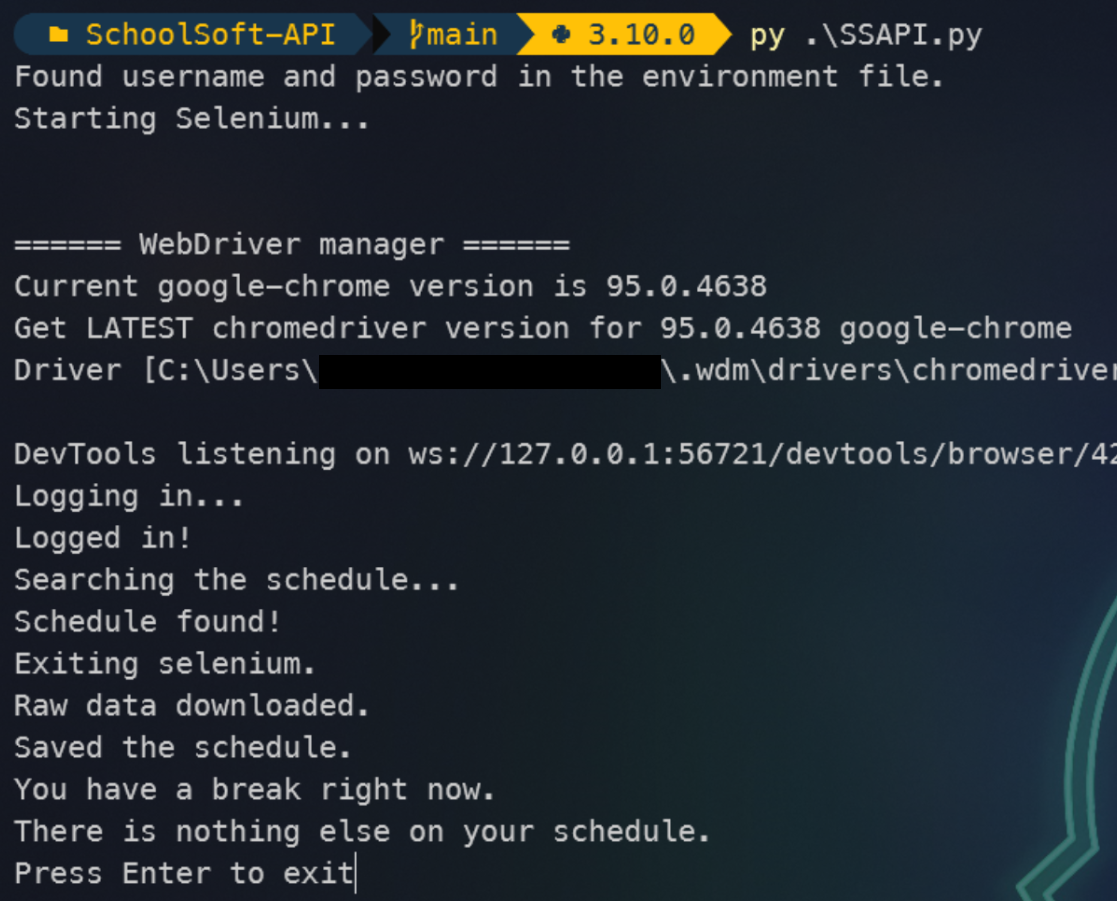 SchoolSoft-API main 3.10.0 py .\SSAPI.py
Found username and password in the environment file.
Starting Selenium...
====== WebDriver manager ======
Current google-chrome version is 95.0.4638
Get LATEST chromedriver version for 95.0.4638 google-chrome
Driver [C:\Users\ \.wdm\drivers\chromedriver
DevTools listening on ws://127.0.0.1:56721/devtools/browser/42
Logging in...
Logged in!
Searching the schedule...
Schedule found!
Exiting selenium.
Raw data downloaded.
Saved the schedule.
You have a break right now.
There is nothing else on your schedule.
Press Enter to exit